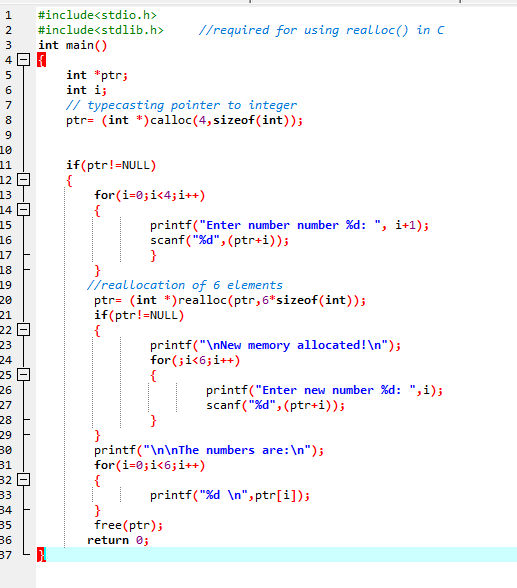 1 #include<stdio.h>
2 #include<stdlib.h> //required for using realloc() in C
3 int main()
4 {
5 int *ptr;
6 int i;
7 // typecasting pointer to integer
8 ptr= (int *)calloc(4,sizeof(int));
9
10
11 if(ptr!=NULL)
12 {
13 for(i=0;i<4;i++)
14 {
15 printf("Enter number number %d: ", i+1);
16 scanf("%d",(ptr+i));
17 }
18 }
19 //reallocation of 6 elements
20 ptr= (int *)realloc(ptr,6*sizeof(int));
21 if(ptr!=NULL)
22 {
23 printf("\nNew memory allocated!\n");
24 for(;i<6;i++)
25 {
26 printf("Enter new number %d: ",i);
27 scanf("%d",(ptr+i));
28 }
29 }
30 printf("\n\nThe numbers are:\n");
31 for(i=0;i<6;i++)
32 {
33 printf("%d \n",ptr[i]);
34 }
35 free(ptr);
36 return 0;
37 }